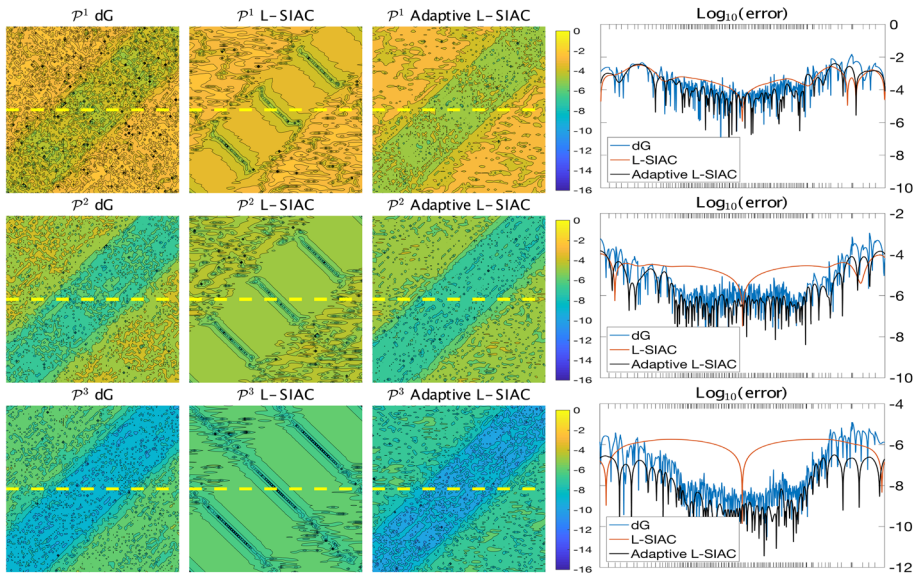 𝒫¹ dG
𝒫¹ L-SIAC
𝒫¹ Adaptive L-SIAC
Log₁₀(error)
0
-2
-4
-6
-8
-10
-12
-14
-16
0
-2
-4
-6
-8
-10
dG
L-SIAC
Adaptive L-SIAC
𝒫² dG
𝒫² L-SIAC
𝒫² Adaptive L-SIAC
Log₁₀(error)
0
-2
-4
-6
-8
-10
-12
-14
-16
-2
-4
-6
-8
-10
dG
L-SIAC
Adaptive L-SIAC
𝒫³ dG
𝒫³ L-SIAC
𝒫³ Adaptive L-SIAC
Log₁₀(error)
0
-2
-4
-6
-8
-10
-12
-14
-16
-4
-6
-8
-10
-12
dG
L-SIAC
Adaptive L-SIAC